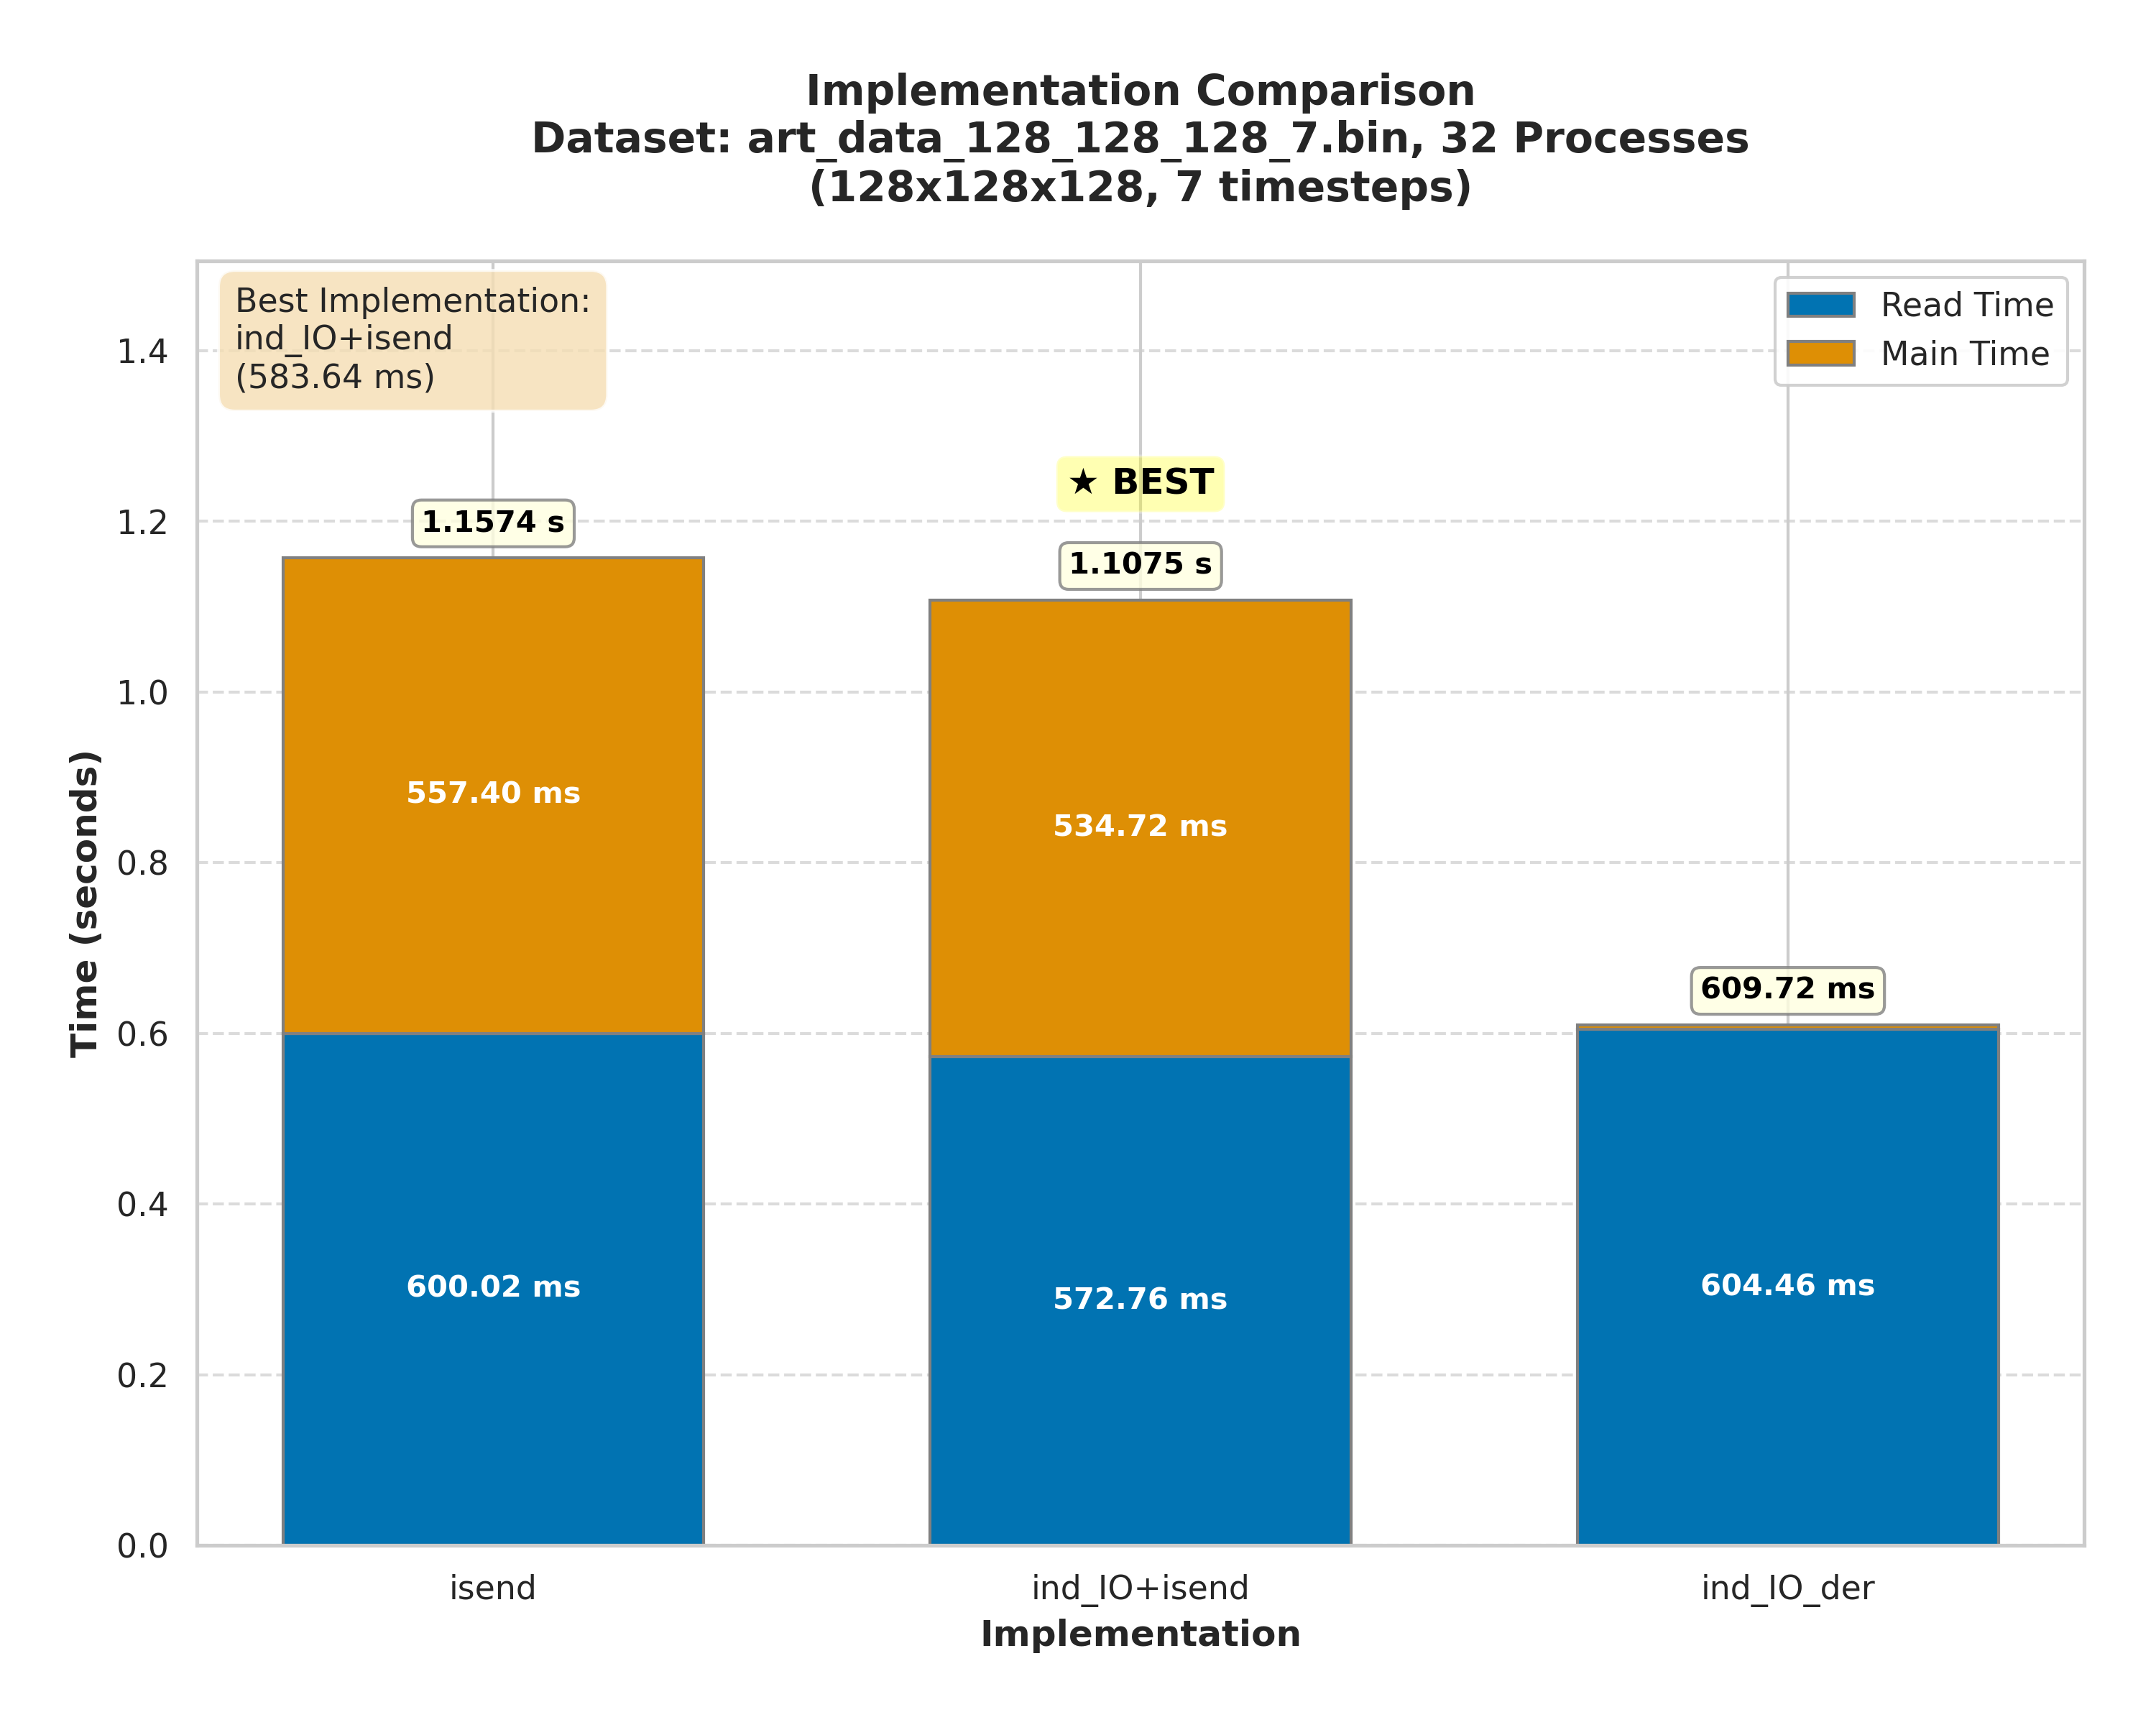 Implementation Comparison
Dataset: art_data_128_128_128_7.bin, 32 Processes
(128x128x128, 7 timesteps)
Best Implementation:
ind_IO+isend
(583.64 ms)
Read Time
Main Time
★ BEST
1.1574 s
1.1075 s
609.72 ms
557.40 ms
534.72 ms
600.02 ms
572.76 ms
604.46 ms
Time (seconds)
1.4
1.2
1.0
0.8
0.6
0.4
0.2
0.0
isend
ind_IO+isend
ind_IO_der
Implementation